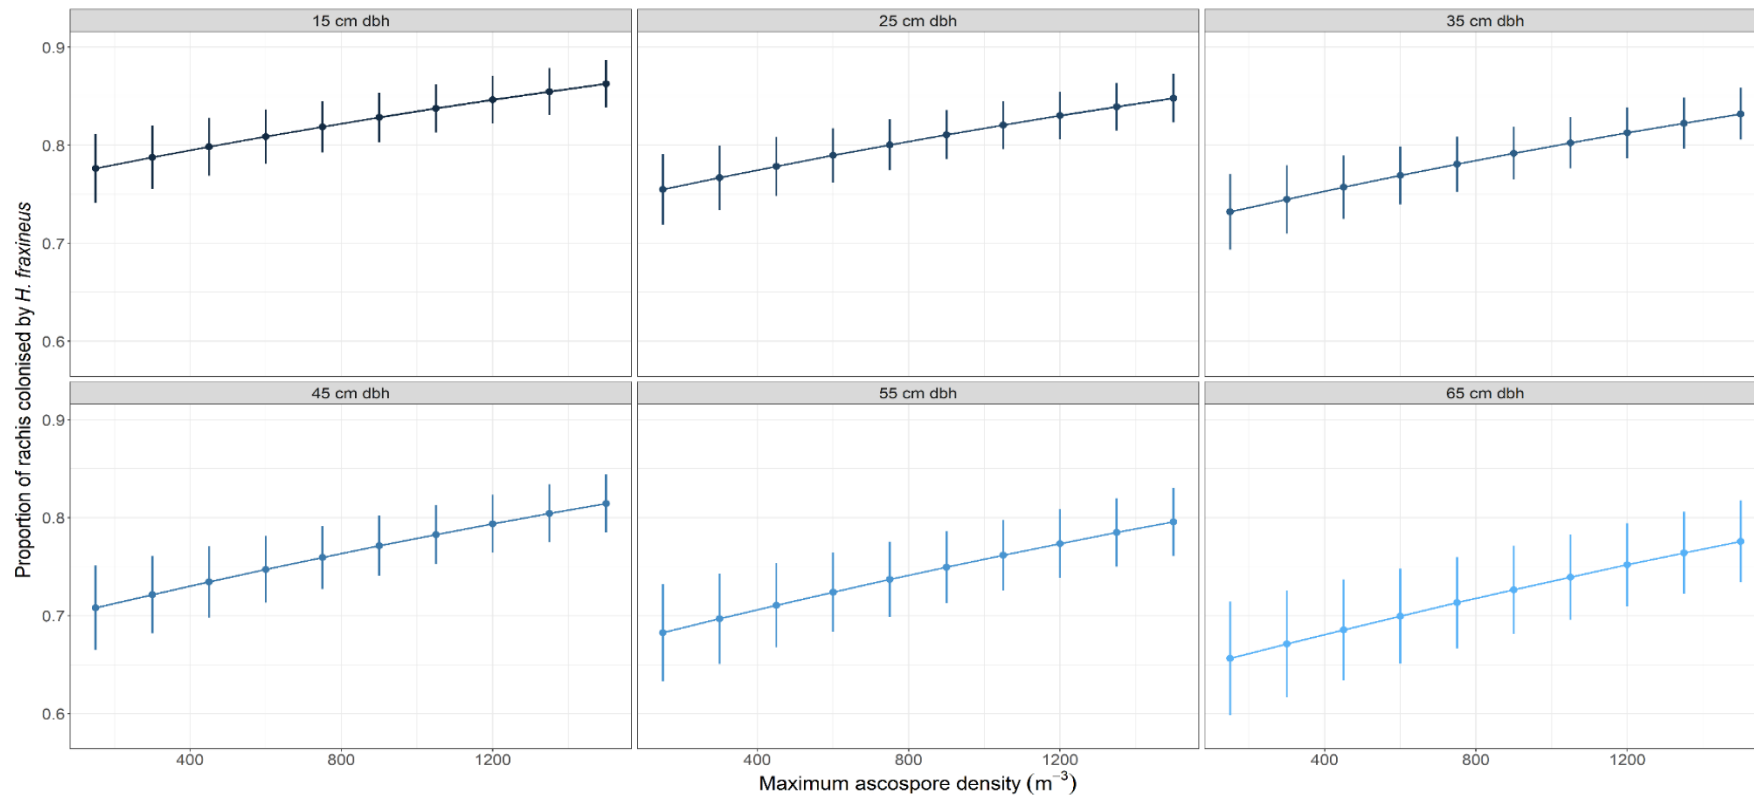 15 cm dbh
25 cm dbh
35 cm dbh
0.9
0.8
0.7
0.6
45 cm dbh
55 cm dbh
65 cm dbh
0.9
0.8
0.7
0.6
400
800
1200
400
800
1200
400
800
1200
Proportion of rachis colonised by H. fraxineus
Maximum ascospore density (m⁻³)